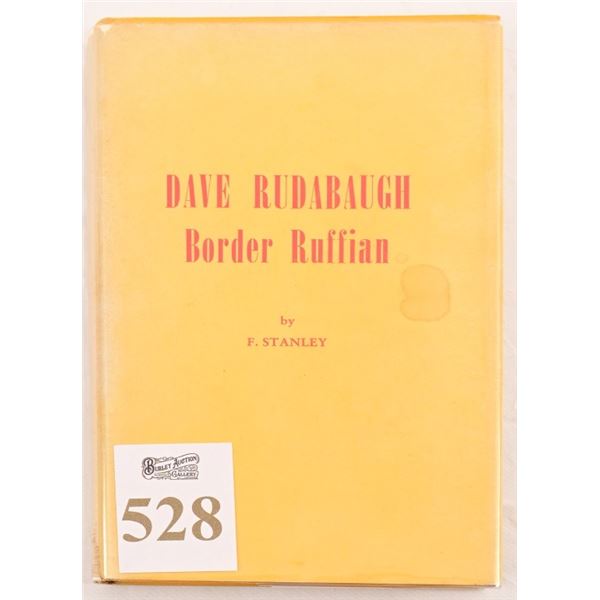 DAVE RUDABAUGH
Border Ruffian
by
F. STANLEY
BURLEY AUCTION
GALLERY
528